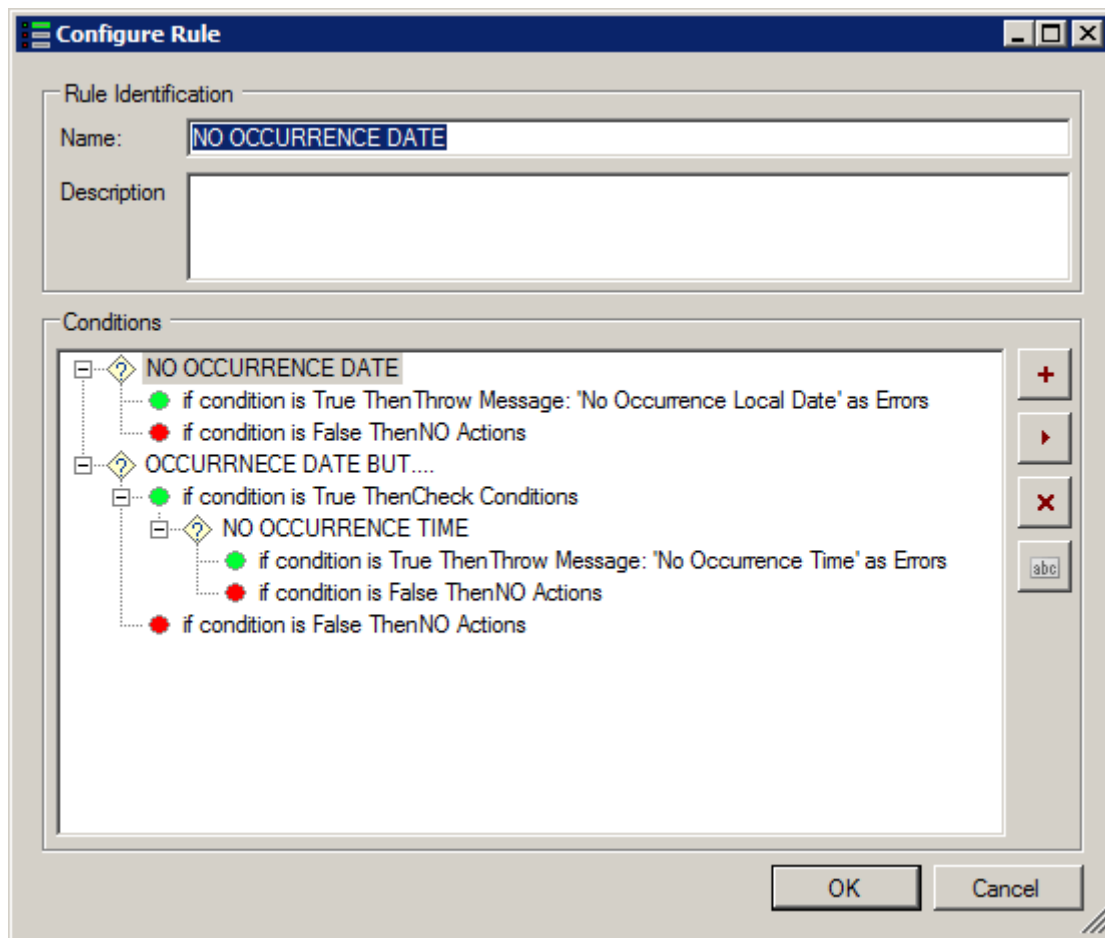 Configure Rule
Rule Identification
Name: NO OCCURRENCE DATE
Description
Conditions
? NO OCCURRENCE DATE
if condition is True ThenThrow Message: 'No Occurrence Local Date' as Errors
if condition is False ThenNO Actions
? OCCURRNECE DATE BUT....
if condition is True ThenCheck Conditions
? NO OCCURRENCE TIME
if condition is True ThenThrow Message: 'No Occurrence Time' as Errors
if condition is False ThenNO Actions
if condition is False ThenNO Actions
abc
OK Cancel